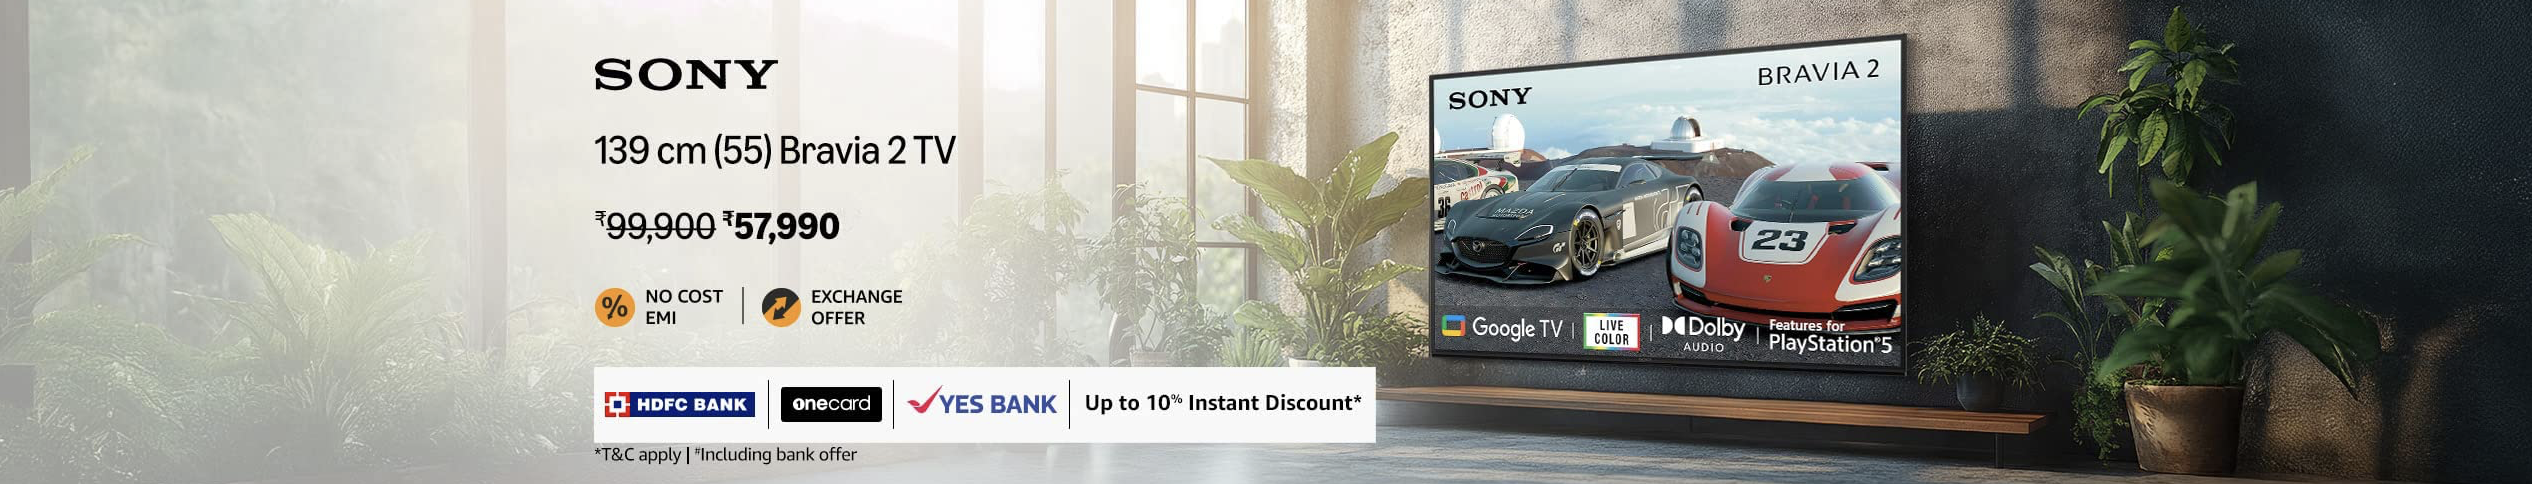 SONY
139 cm (55) Bravia 2 TV
₹99,900 ₹57,990
% NO COST EMI | EXCHANGE OFFER
HDFC BANK | onecard | YES BANK | Up to 10% Instant Discount*
*T&C apply | #Including bank offer
SONY BRAVIA 2
36
MAZDA
23
Google TV | LIVE COLOR | Dolby AUDIO | Features for PlayStation®5